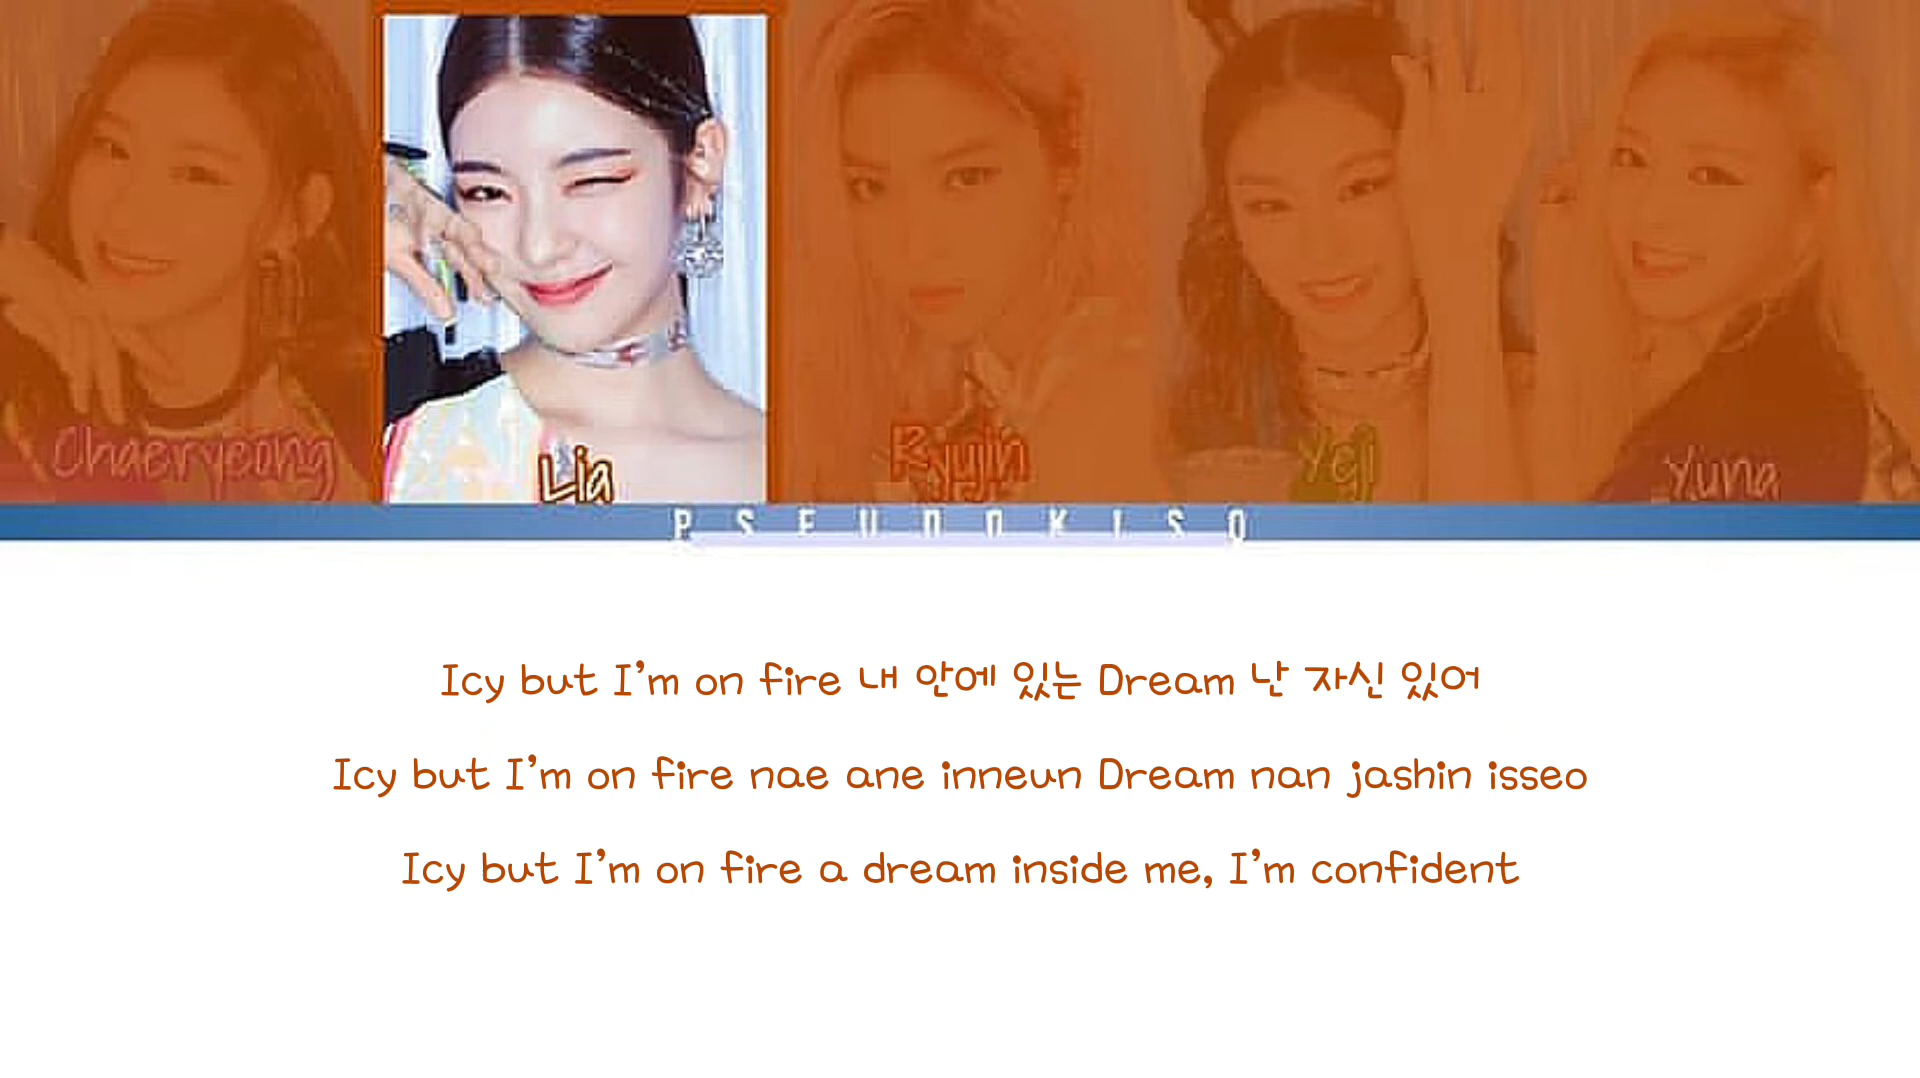 Chaeryeong Lia Ryujin Yeji Yuna
PSEUDOKISO
Icy but I’m on fire 내 안에 있는 Dream 난 자신 있어
Icy but I’m on fire nae ane inneun Dream nan jashin isseo
Icy but I’m on fire a dream inside me, I’m confident